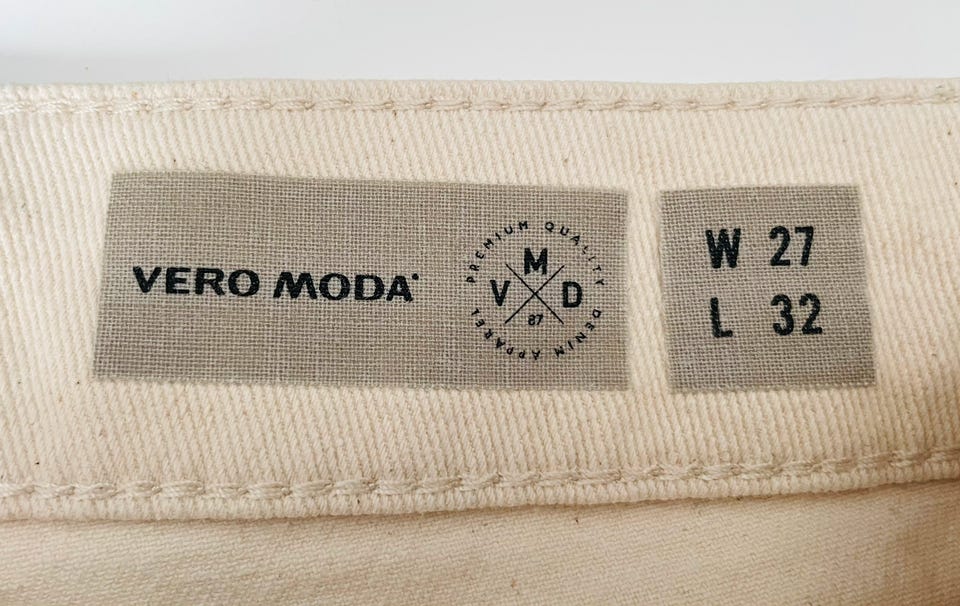 VERO MODA
PREMIUM QUALITY DENIM APPAREL
M
V D
87
W 27
L 32